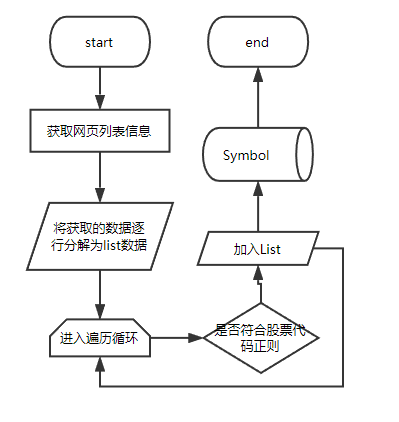 start
获取网页列表信息
将获取的数据逐
行分解为list数据
进入遍历循环
是否符合股票代
码正则
加入List
Symbol
end